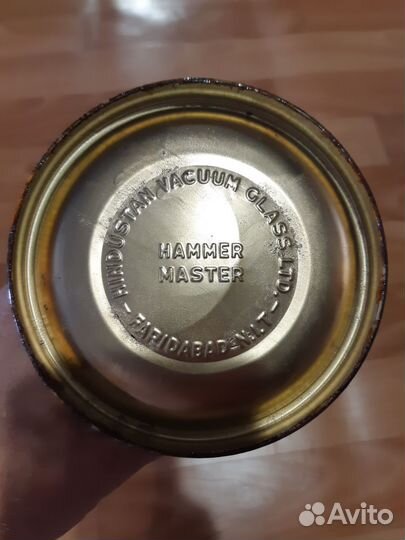 HINDUSTAN VACUUM GLASS LTD.
HAMMER
MASTER
— FARIDABAD N.I.T —
Avito